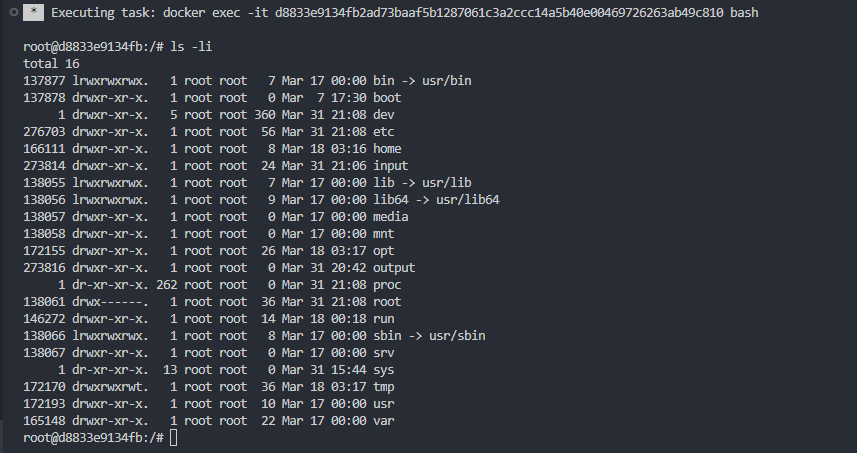 * Executing task: docker exec -it d8833e9134fb2ad73baaf5b1287061c3a2ccc14a5b40e00469726263ab49c810 bash
root@d8833e9134fb:/# ls -li
total 16
137877 lrwxrwxrwx.   1 root root   7 Mar 17 00:00 bin -> usr/bin
137878 drwxr-xr-x.   1 root root   0 Mar  7 17:30 boot
     1 drwxr-xr-x.   5 root root 360 Mar 31 21:08 dev
276703 drwxr-xr-x.   1 root root  56 Mar 31 21:08 etc
166111 drwxr-xr-x.   1 root root   8 Mar 18 03:16 home
273814 drwxr-xr-x.   1 root root  24 Mar 31 21:06 input
138055 lrwxrwxrwx.   1 root root   7 Mar 17 00:00 lib -> usr/lib
138056 lrwxrwxrwx.   1 root root   9 Mar 17 00:00 lib64 -> usr/lib64
138057 drwxr-xr-x.   1 root root   0 Mar 17 00:00 media
138058 drwxr-xr-x.   1 root root   0 Mar 17 00:00 mnt
172155 drwxr-xr-x.   1 root root  26 Mar 18 03:17 opt
273816 drwxr-xr-x.   1 root root   0 Mar 31 20:42 output
     1 dr-xr-xr-x. 262 root root   0 Mar 31 21:08 proc
138061 drwx------.   1 root root  36 Mar 31 21:08 root
146272 drwxr-xr-x.   1 root root  14 Mar 18 00:18 run
138066 lrwxrwxrwx.   1 root root   8 Mar 17 00:00 sbin -> usr/sbin
138067 drwxr-xr-x.   1 root root   0 Mar 17 00:00 srv
     1 dr-xr-xr-x.  13 root root   0 Mar 31 15:44 sys
172170 drwxrwxrwt.   1 root root  36 Mar 18 03:17 tmp
172193 drwxr-xr-x.   1 root root  10 Mar 17 00:00 usr
165148 drwxr-xr-x.   1 root root  22 Mar 17 00:00 var
root@d8833e9134fb:/#